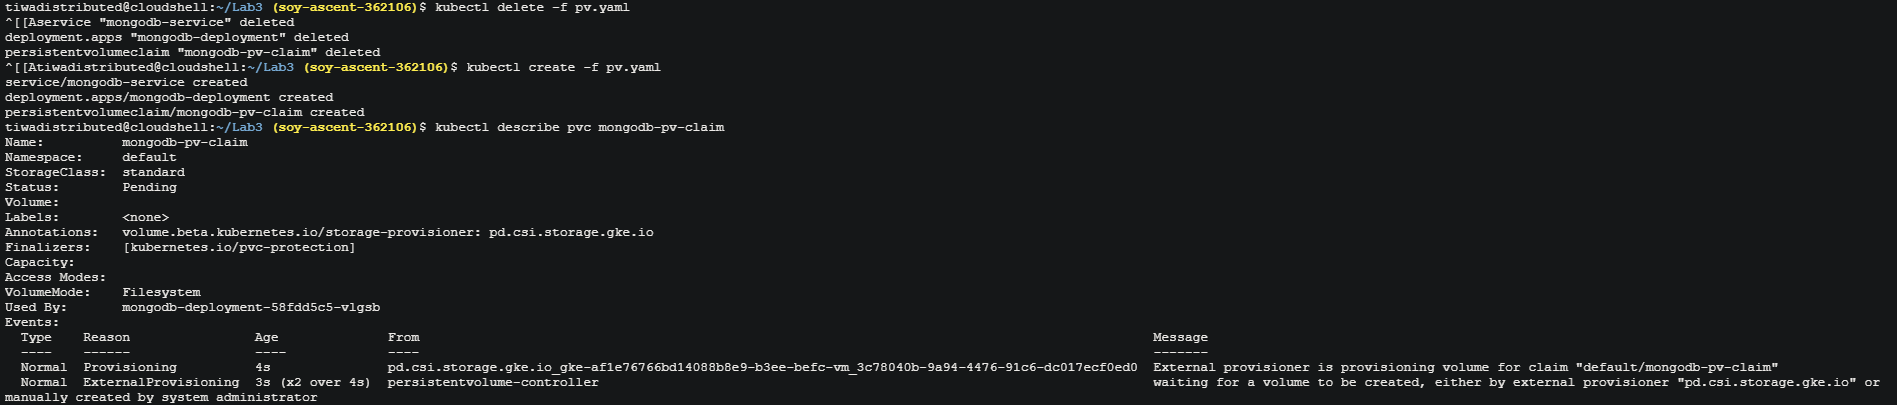 tiwadistributed@cloudshell:~/Lab3 (soy-ascent-362106)$ kubectl delete -f pv.yaml
^[[Aservice "mongodb-service" deleted
deployment.apps "mongodb-deployment" deleted
persistentvolumeclaim "mongodb-pv-claim" deleted
^[[Atiwadistributed@cloudshell:~/Lab3 (soy-ascent-362106)$ kubectl create -f pv.yaml
service/mongodb-service created
deployment.apps/mongodb-deployment created
persistentvolumeclaim/mongodb-pv-claim created
tiwadistributed@cloudshell:~/Lab3 (soy-ascent-362106)$ kubectl describe pvc mongodb-pv-claim
Name:          mongodb-pv-claim
Namespace:     default
StorageClass:  standard
Status:        Pending
Volume:
Labels:        <none>
Annotations:   volume.beta.kubernetes.io/storage-provisioner: pd.csi.storage.gke.io
Finalizers:    [kubernetes.io/pvc-protection]
Capacity:
Access Modes:
VolumeMode:    Filesystem
Used By:       mongodb-deployment-58fdd5c5-vlgsb
Events:
  Type    Reason                Age              From                                                                                              Message
  ----    ------                ----             ----                                                                                              -------
  Normal  Provisioning          4s               pd.csi.storage.gke.io_gke-af1e76766bd14088b8e9-b3ee-befc-vm_3c78040b-9a94-4476-91c6-dc017ecf0ed0  External provisioner is provisioning volume for claim "default/mongodb-pv-claim"
  Normal  ExternalProvisioning  3s (x2 over 4s)  persistentvolume-controller                                                                       waiting for a volume to be created, either by external provisioner "pd.csi.storage.gke.io" or
manually created by system administrator